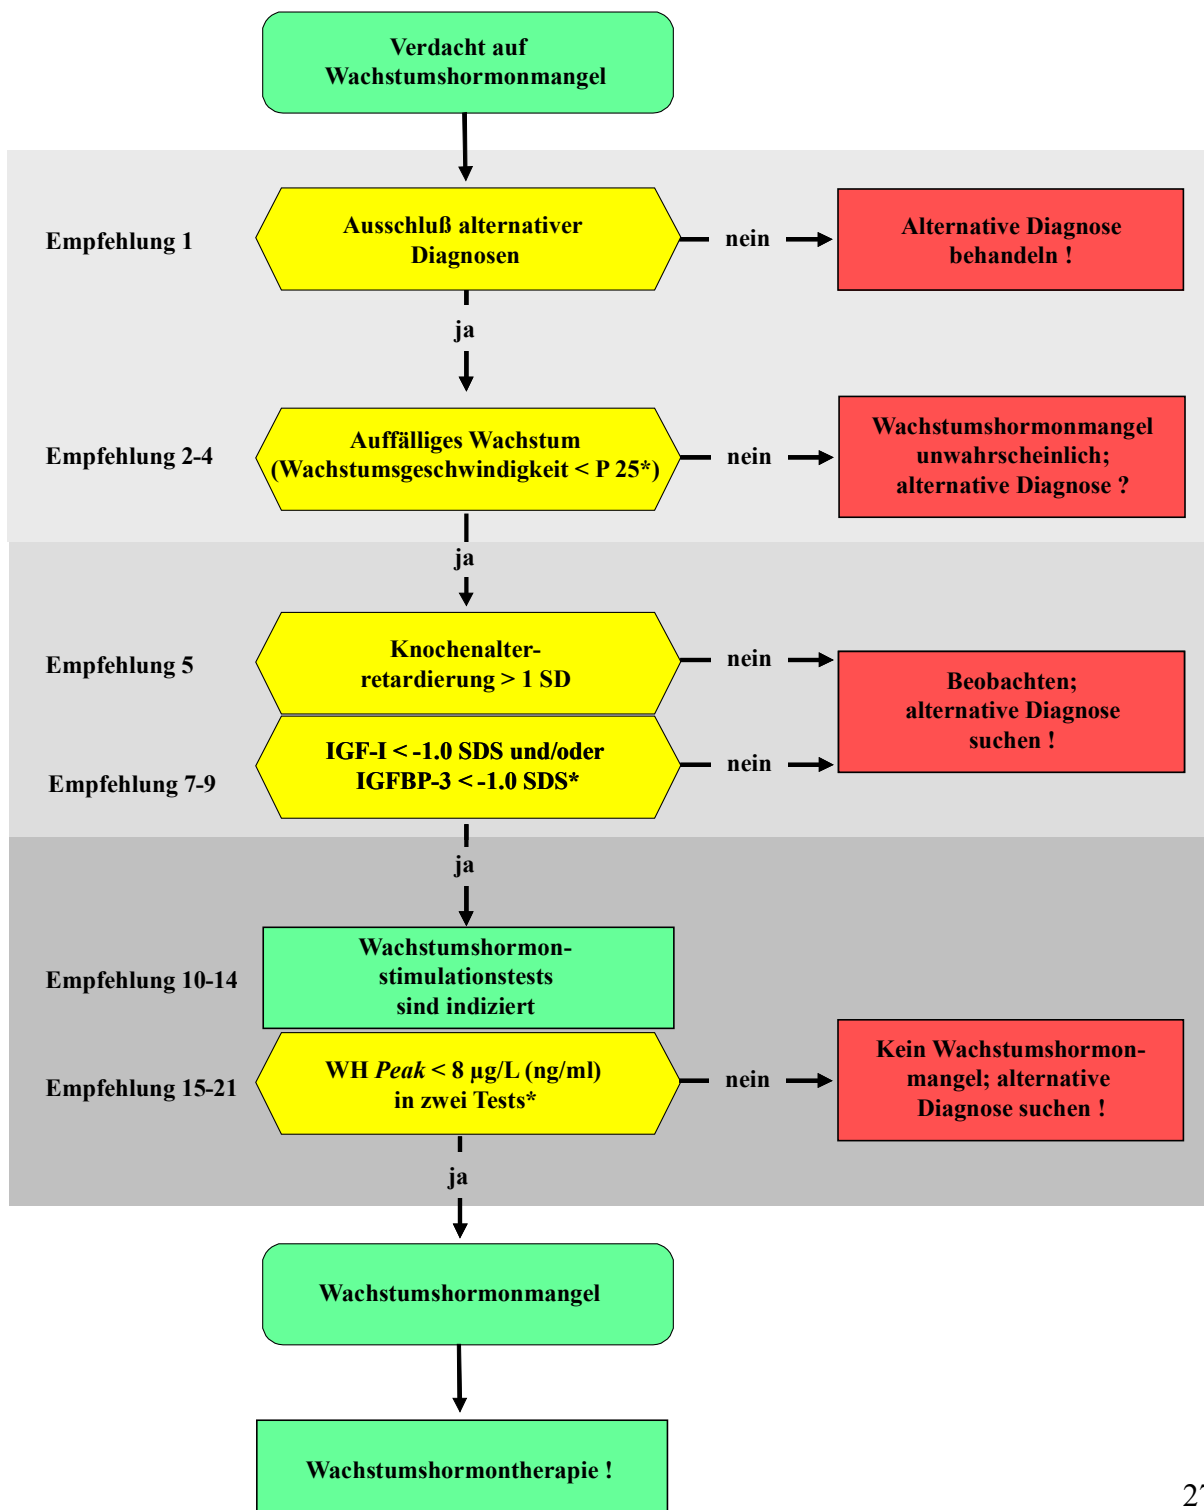 Verdacht auf
Wachstumshormonmangel
Empfehlung 1
Ausschluß alternativer
Diagnosen
nein
Alternative Diagnose
behandeln !
ja
Empfehlung 2-4
Auffälliges Wachstum
(Wachstumsgeschwindigkeit < P 25*)
nein
Wachstumshormonmangel
unwahrscheinlich;
alternative Diagnose ?
ja
Empfehlung 5
Knochenalter-
retardierung > 1 SD
nein
Beobachten;
alternative Diagnose
suchen !
Empfehlung 7-9
IGF-I < -1.0 SDS und/oder
IGFBP-3 < -1.0 SDS*
nein
ja
Empfehlung 10-14
Wachstumshormon-
stimulationstests
sind indiziert
Empfehlung 15-21
WH Peak < 8 µg/L (ng/ml)
in zwei Tests*
nein
Kein Wachstumshormon-
mangel; alternative
Diagnose suchen !
ja
Wachstumshormonmangel
Wachstumshormontherapie !